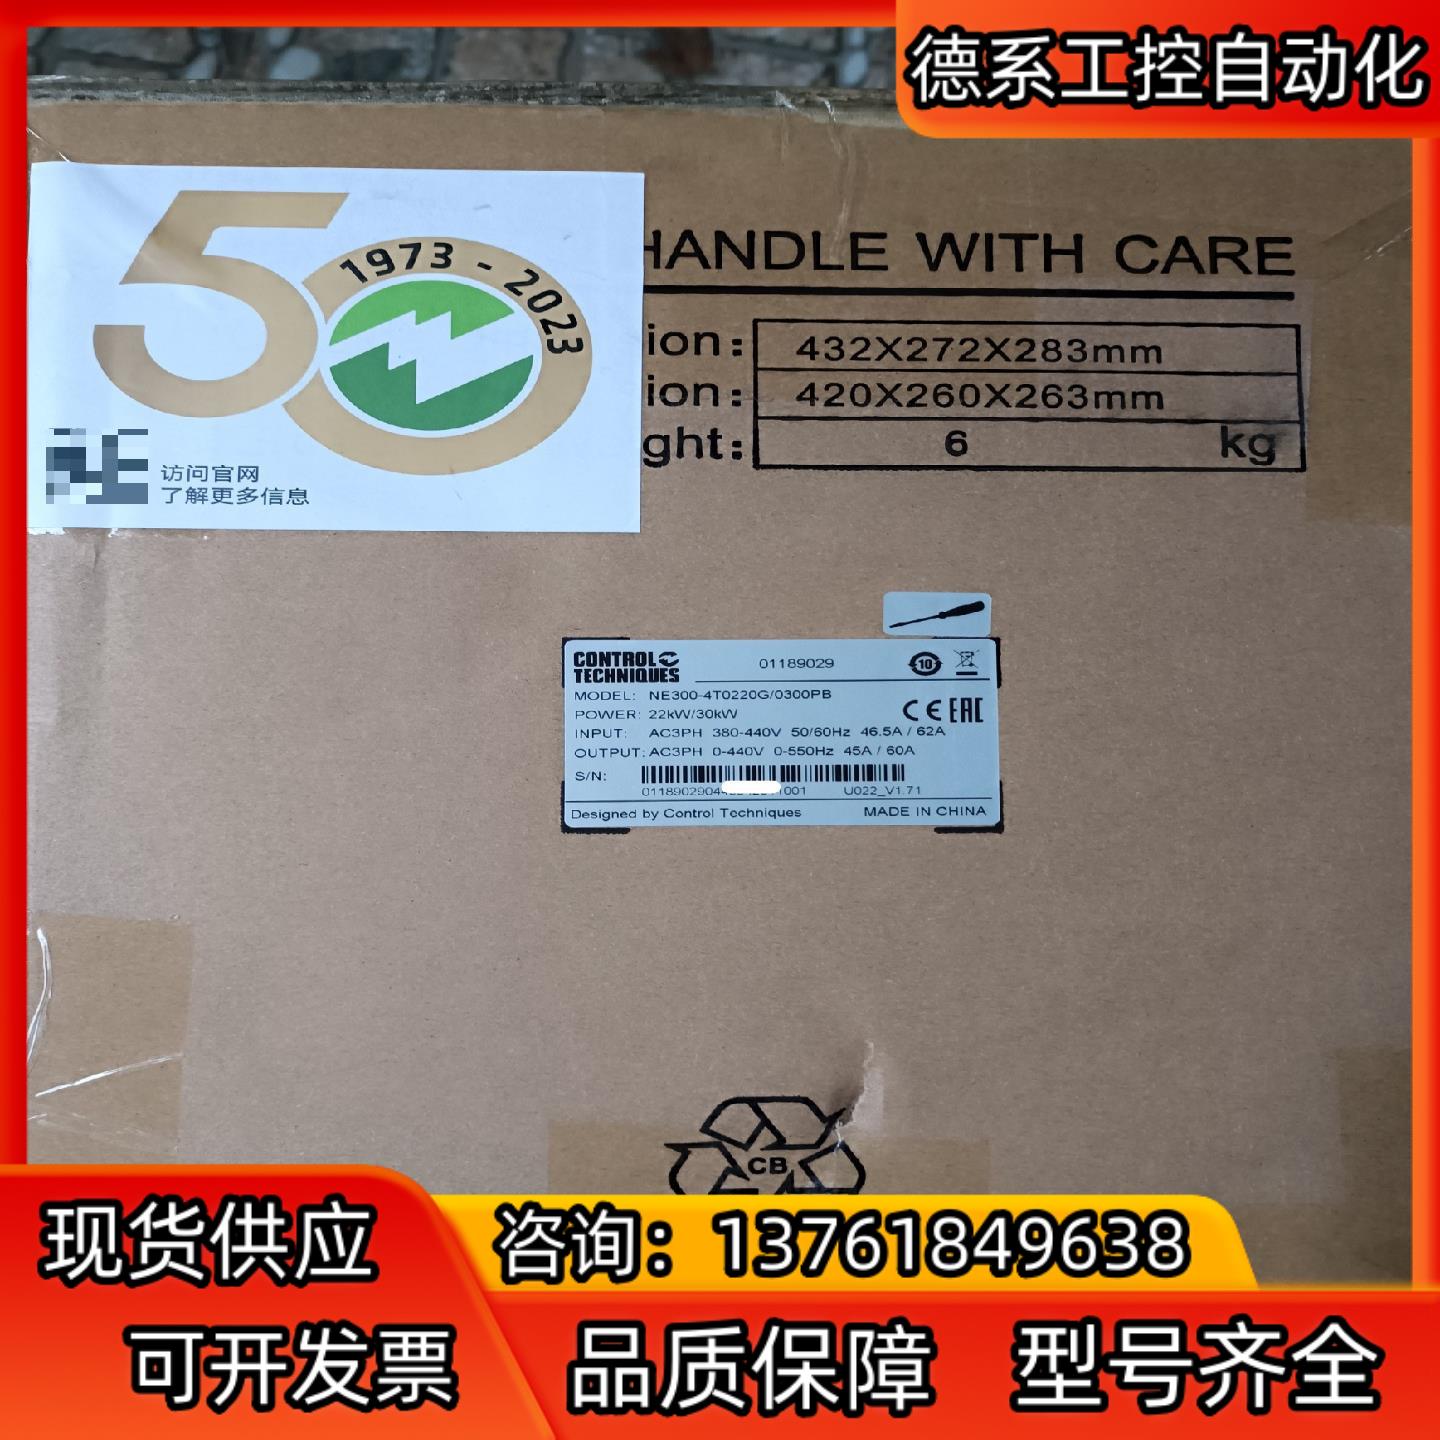 德系工控自动化
50
1973 - 2023
访问官网
了解更多信息
HANDLE WITH CARE
ion: 432X272X283mm
ion: 420X260X263mm
ght: 6 kg
CONTROL
TECHNIQUES
01189029
10
MODEL: NE300-4T0220G/0300PB
POWER: 22kW/30kW
CE EAC
INPUT: AC3PH 380-440V 50/60Hz 46.5A / 62A
OUTPUT: AC3PH 0-440V 0-550Hz 45A / 60A
S/N:
U022_V1.71
Designed by Control Techniques MADE IN CHINA
CB
现货供应
咨询：13761849638
可开发票 品质保障 型号齐全